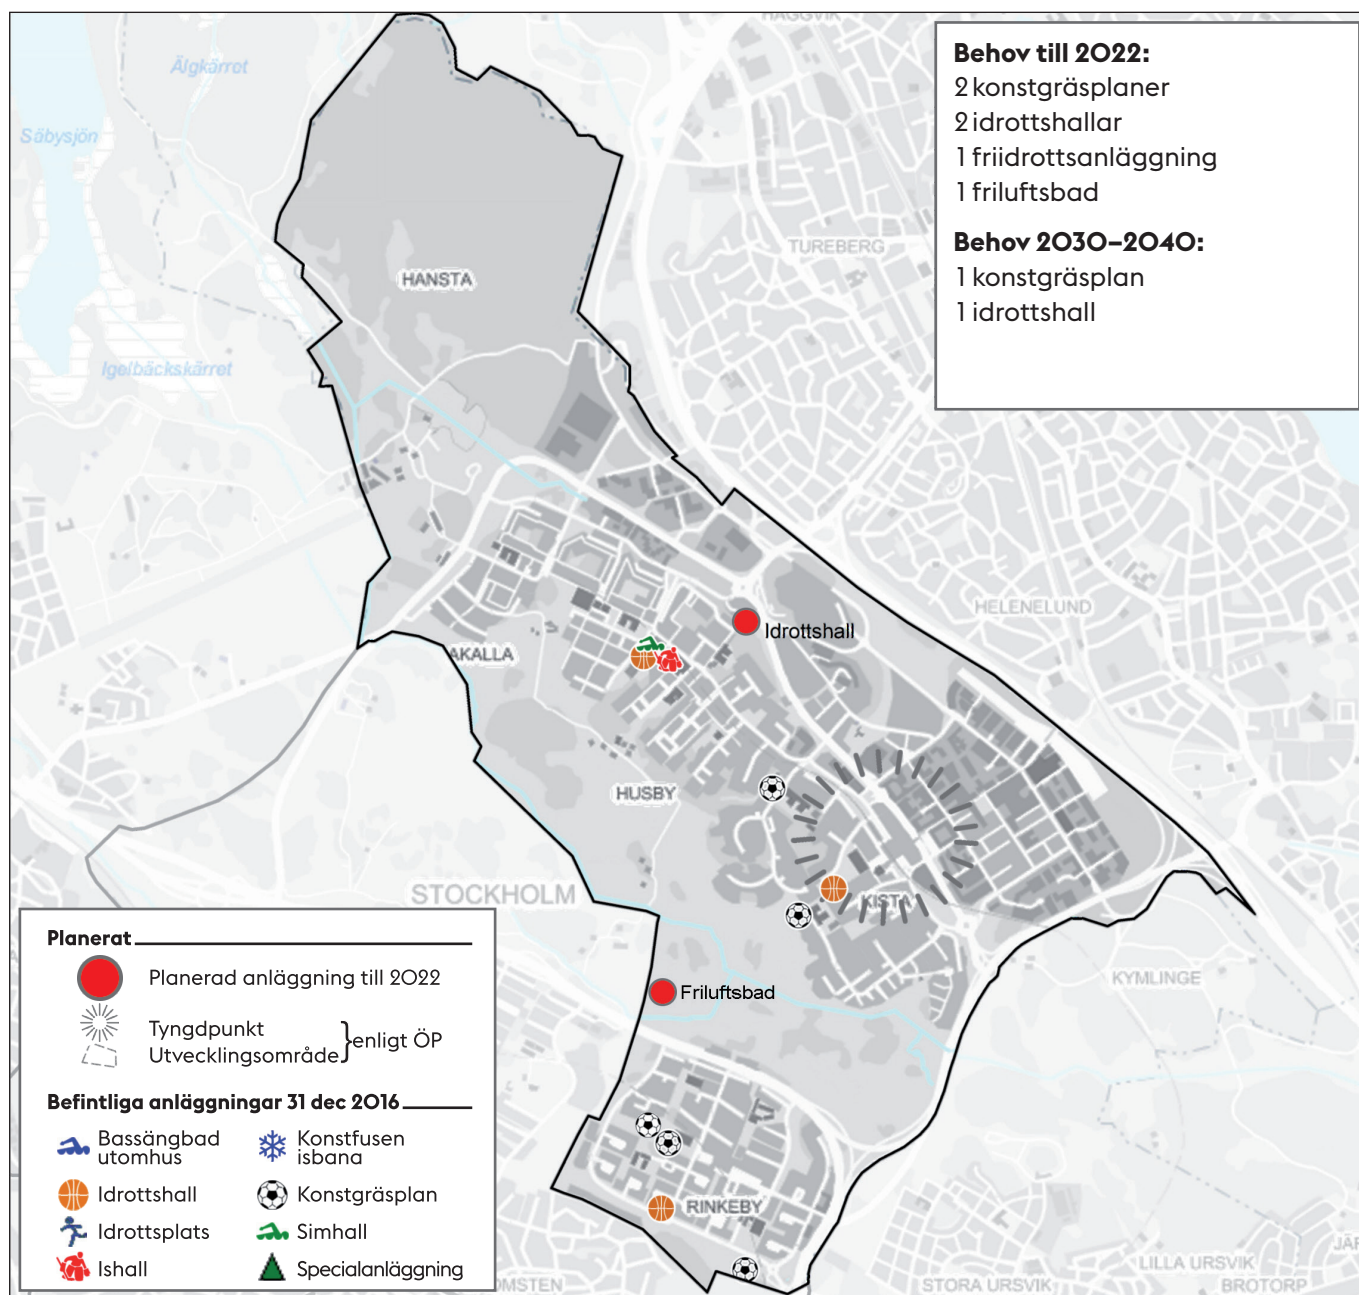 HÄGGVIK
Älgkärret
Säbysjön
Behov till 2022:
2 konstgräsplaner
2 idrottshallar
1 friidrottsanläggning
1 friluftsbad
Behov 2030–2040:
1 konstgräsplan
1 idrottshall
TUREBERG
HANSTA
Igelbäckskärret
HELENELUND
Idrottshall
AKALLA
HUSBY
STOCKHOLM
KISTA
KYMLINGE
Friluftsbad
Planerat
Planerad anläggning till 2022
Tyngdpunkt
Utvecklingsområde } enligt ÖP
Befintliga anläggningar 31 dec 2016
Bassängbad
utomhus
Konstfusen
isbana
Idrottshall
Konstgräsplan
Idrottsplats
Simhall
Ishall
Specialanläggning
RINKEBY
OMSTEN
STORA URSVIK
LILLA URSVIK
BROTORP
JÄR